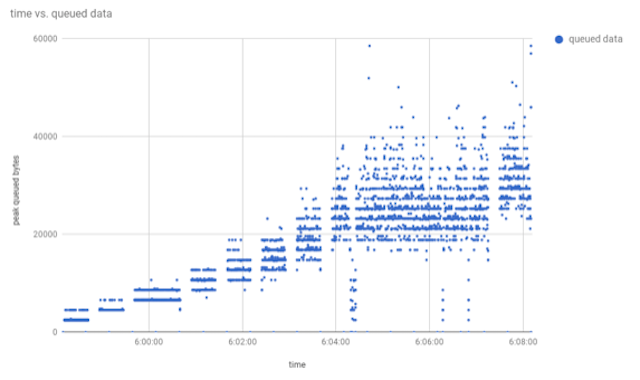 time vs. queued data
60000
queued data
40000
peak queued bytes
20000
0
6:00:00
6:02:00
6:04:00
6:06:00
6:08:00
time